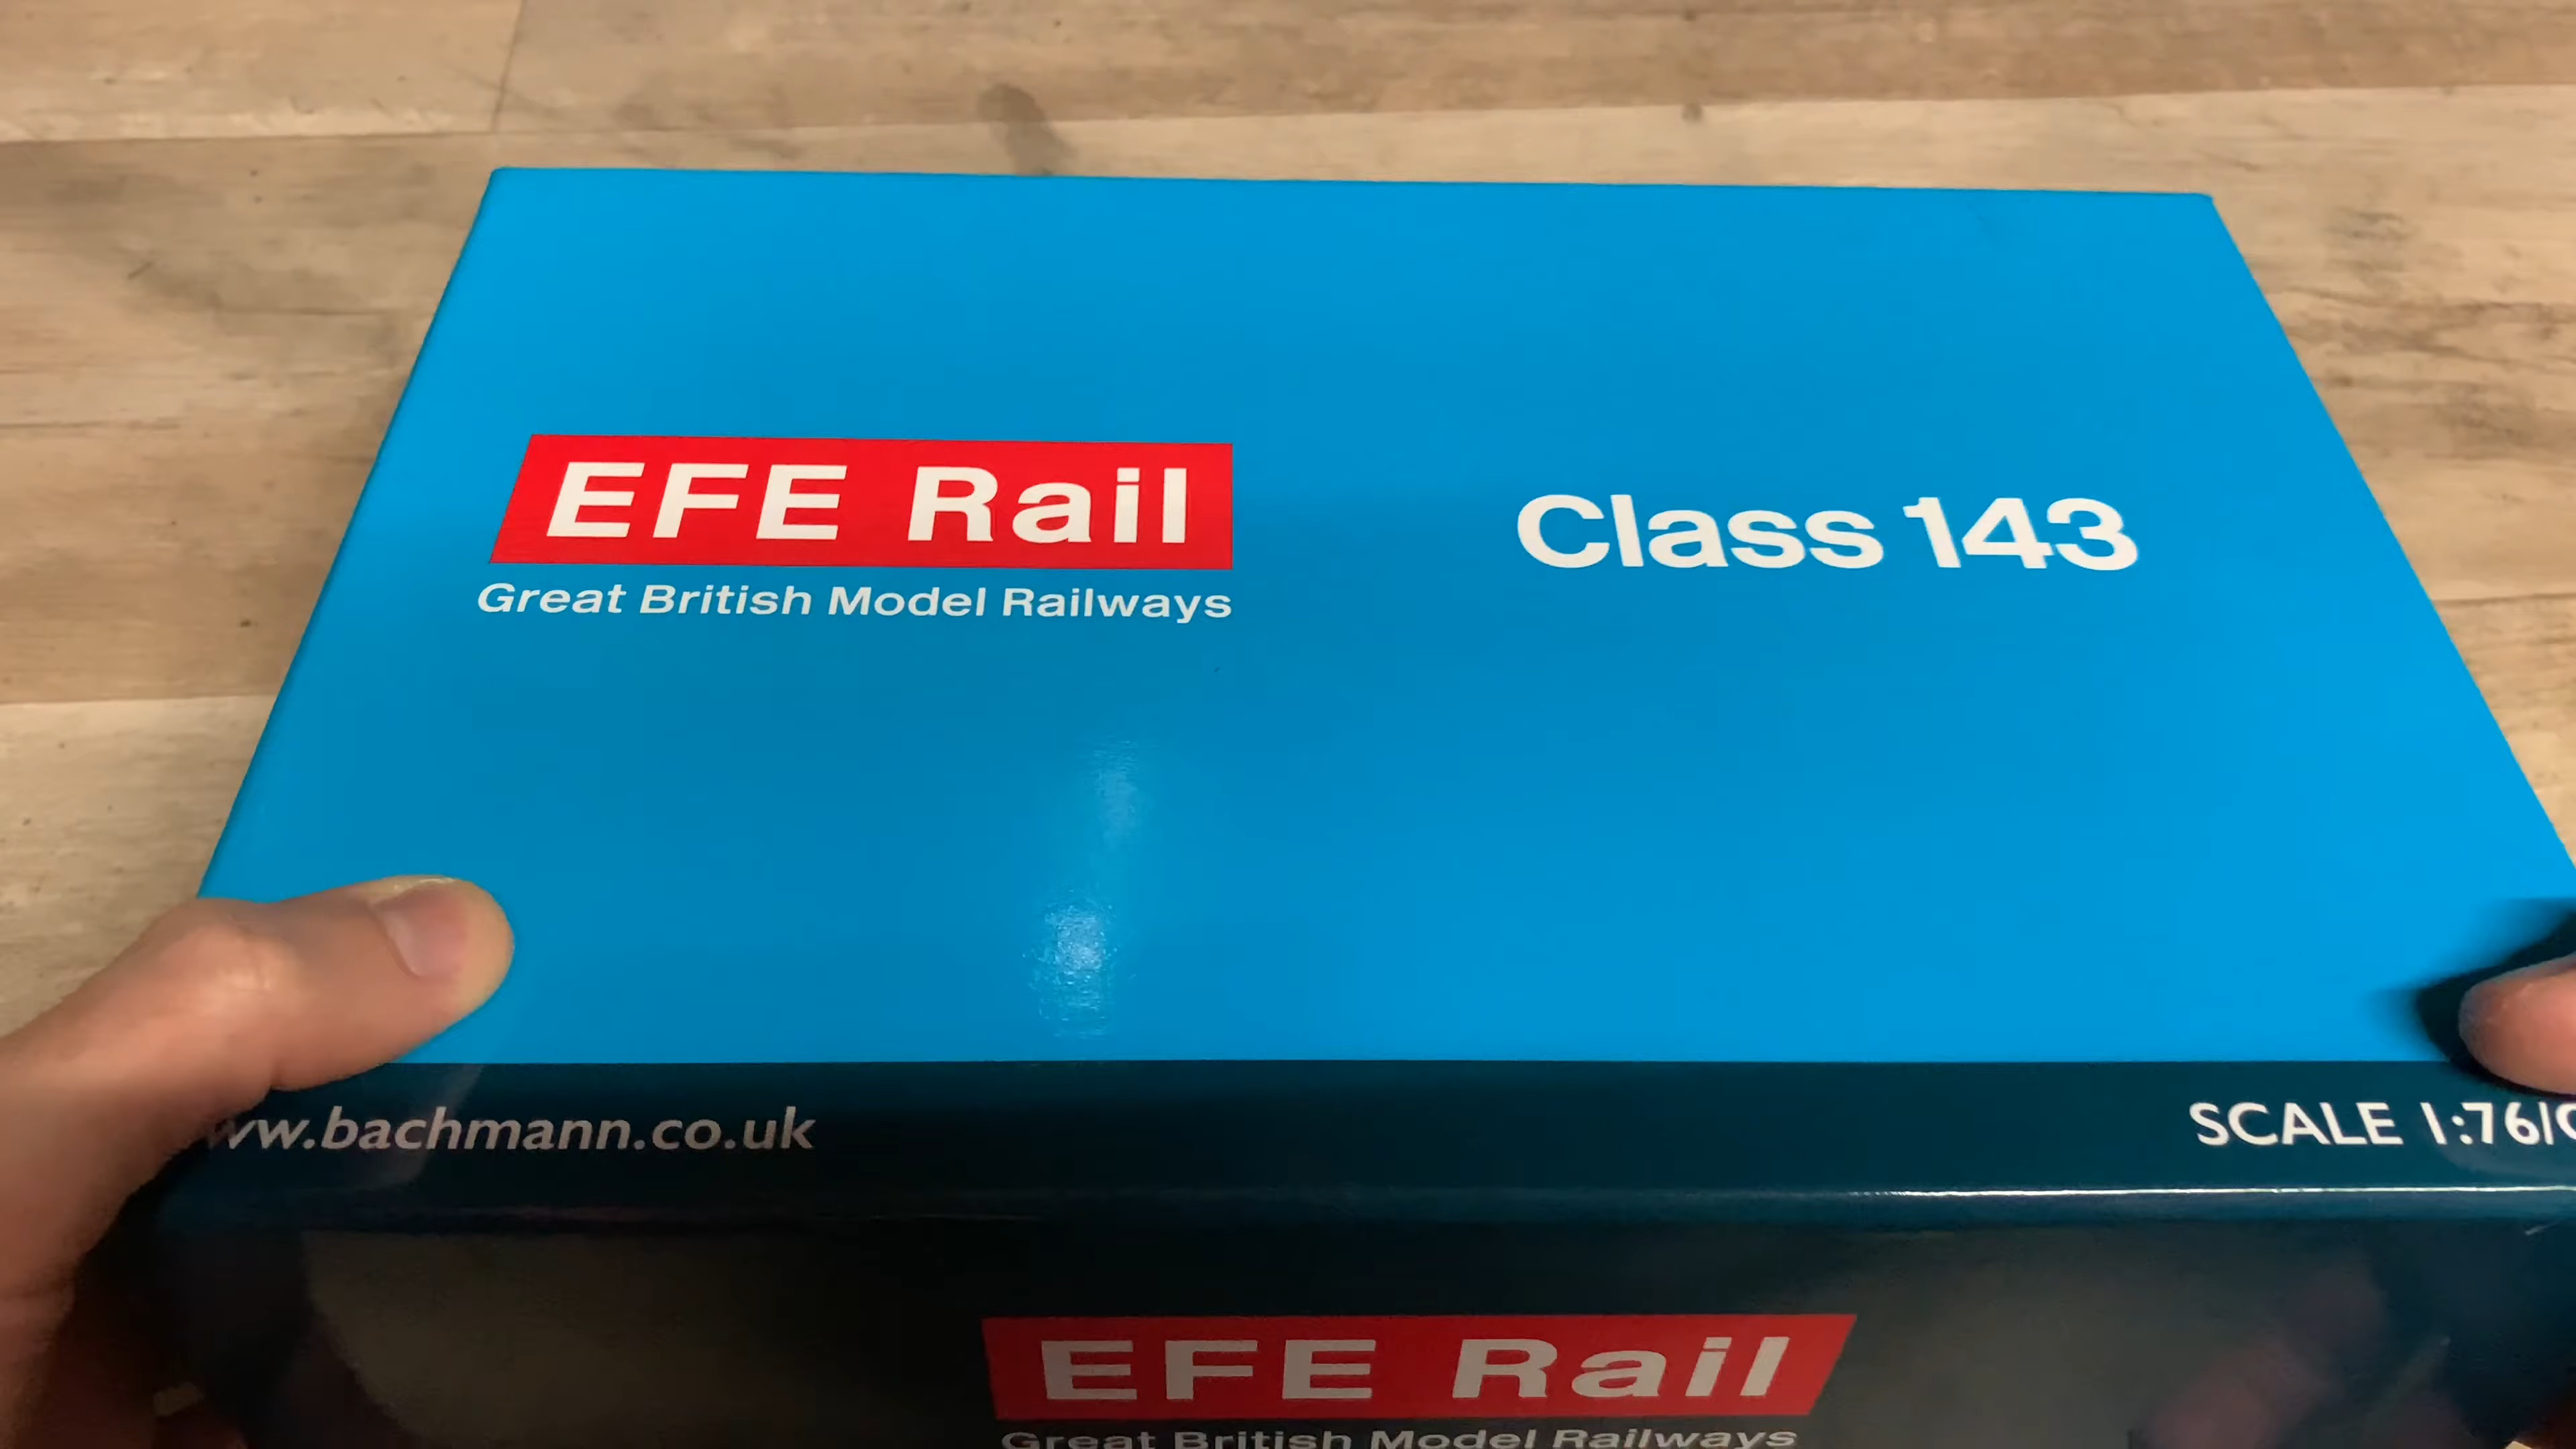 EFE Rail
Great British Model Railways
Class 143
www.bachmann.co.uk
SCALE 1:76/
EFE Rail
Great British Model Railways